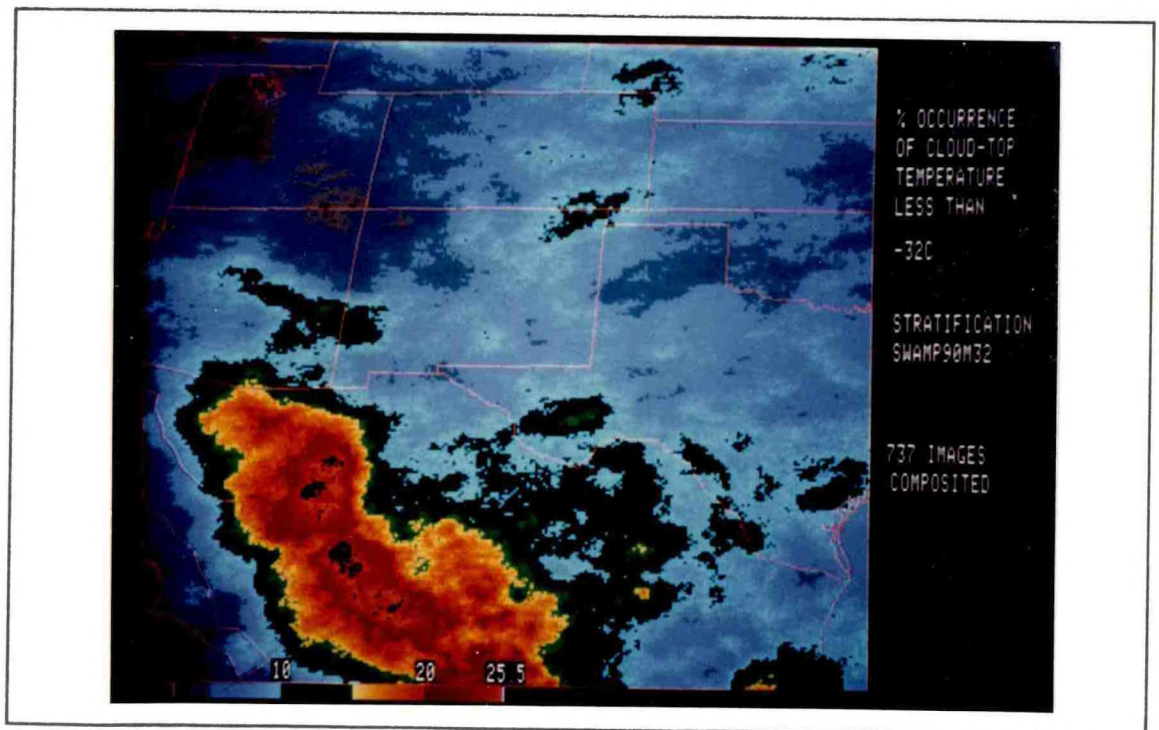 % OCCURRENCE
OF CLOUD-TOP
TEMPERATURE
LESS THAN
-32C
STRATIFICATION
SWAMP90M32
737 IMAGES
COMPOSITED
10 20 25.5